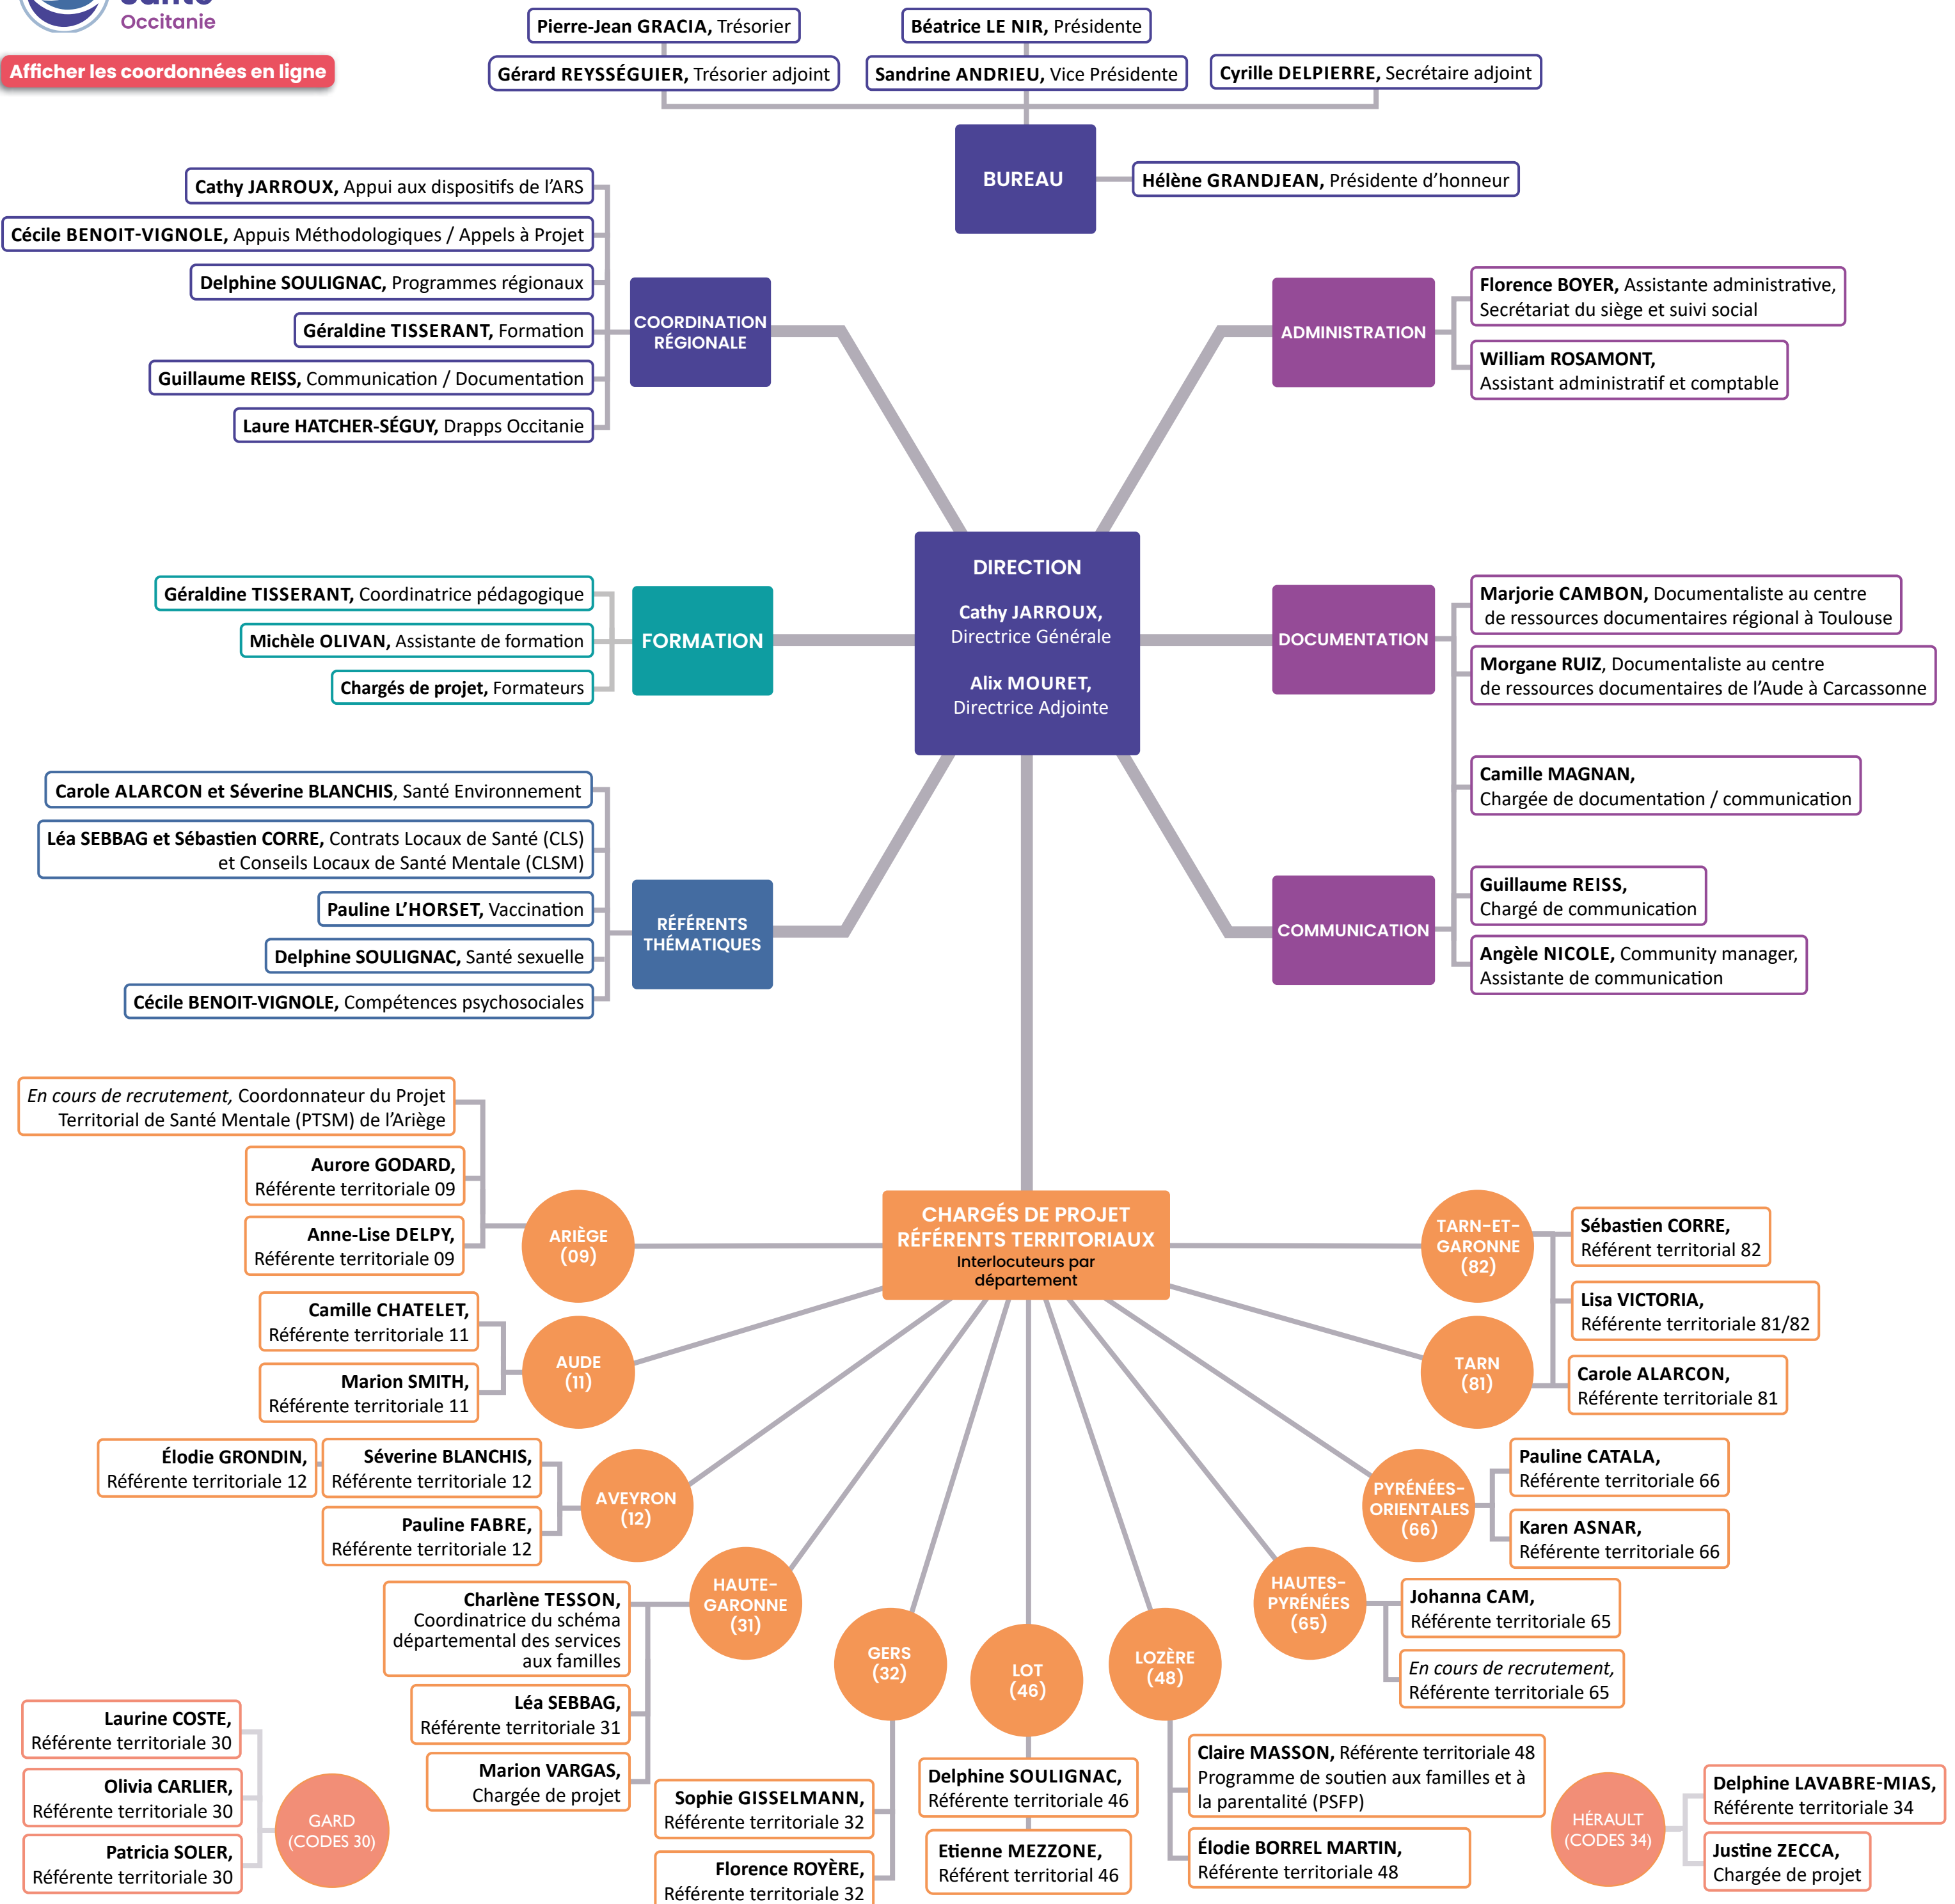 Occitanie
Afficher les coordonnées en ligne
Pierre-Jean GRACIA, Trésorier
Béatrice LE NIR, Présidente
Gérard REYSSÉGUIER, Trésorier adjoint
Sandrine ANDRIEU, Vice Présidente
Cyrille DELPIERRE, Secrétaire adjoint
BUREAU
Hélène GRANDJEAN, Présidente d'honneur
Cathy JARROUX, Appui aux dispositifs de l'ARS
Cécile BENOIT-VIGNOLE, Appuis Méthodologiques / Appels à Projet
Delphine SOULIGNAC, Programmes régionaux
Géraldine TISSERANT, Formation
Guillaume REISS, Communication / Documentation
Laure HATCHER-SÉGUY, Drapps Occitanie
COORDINATION
RÉGIONALE
ADMINISTRATION
Florence BOYER, Assistante administrative,
Secrétariat du siège et suivi social
William ROSAMONT,
Assistant administratif et comptable
DIRECTION
Cathy JARROUX,
Directrice Générale
Alix MOURET,
Directrice Adjointe
Géraldine TISSERANT, Coordinatrice pédagogique
Michèle OLIVAN, Assistante de formation
Chargés de projet, Formateurs
FORMATION
DOCUMENTATION
Marjorie CAMBON, Documentaliste au centre
de ressources documentaires régional à Toulouse
Morgane RUIZ, Documentaliste au centre
de ressources documentaires de l'Aude à Carcassonne
Camille MAGNAN,
Chargée de documentation / communication
Carole ALARCON et Séverine BLANCHIS, Santé Environnement
Léa SEBBAG et Sébastien CORRE, Contrats Locaux de Santé (CLS)
et Conseils Locaux de Santé Mentale (CLSM)
Pauline L'HORSET, Vaccination
Delphine SOULIGNAC, Santé sexuelle
Cécile BENOIT-VIGNOLE, Compétences psychosociales
RÉFÉRENTS
THÉMATIQUES
COMMUNICATION
Guillaume REISS,
Chargé de communication
Angèle NICOLE, Community manager,
Assistante de communication
CHARGÉS DE PROJET
RÉFÉRENTS TERRITORIAUX
Interlocuteurs par
département
En cours de recrutement, Coordonnateur du Projet
Territorial de Santé Mentale (PTSM) de l'Ariège
Aurore GODARD,
Référente territoriale 09
Anne-Lise DELPY,
Référente territoriale 09
ARIÈGE
(09)
Camille CHATELET,
Référente territoriale 11
Marion SMITH,
Référente territoriale 11
AUDE
(11)
Élodie GRONDIN,
Référente territoriale 12
Séverine BLANCHIS,
Référente territoriale 12
Pauline FABRE,
Référente territoriale 12
AVEYRON
(12)
Charlène TESSON,
Coordinatrice du schéma
départemental des services
aux familles
Léa SEBBAG,
Référente territoriale 31
Marion VARGAS,
Chargée de projet
HAUTE-
GARONNE
(31)
GERS
(32)
Sophie GISSELMANN,
Référente territoriale 32
Florence ROYÈRE,
Référente territoriale 32
LOT
(46)
Delphine SOULIGNAC,
Référente territoriale 46
Etienne MEZZONE,
Référent territorial 46
LOZÈRE
(48)
Claire MASSON, Référente territoriale 48
Programme de soutien aux familles et à
la parentalité (PSFP)
Élodie BORREL MARTIN,
Référente territoriale 48
HAUTES-
PYRÉNÉES
(65)
Johanna CAM,
Référente territoriale 65
En cours de recrutement,
Référente territoriale 65
PYRÉNÉES-
ORIENTALES
(66)
Pauline CATALA,
Référente territoriale 66
Karen ASNAR,
Référente territoriale 66
TARN-ET-
GARONNE
(82)
Sébastien CORRE,
Référent territorial 82
Lisa VICTORIA,
Référente territoriale 81/82
TARN
(81)
Carole ALARCON,
Référente territoriale 81
Laurine COSTE,
Référente territoriale 30
Olivia CARLIER,
Référente territoriale 30
Patricia SOLER,
Référente territoriale 30
GARD
(CODES 30)
HÉRAULT
(CODES 34)
Delphine LAVABRE-MIAS,
Référente territoriale 34
Justine ZECCA,
Chargée de projet